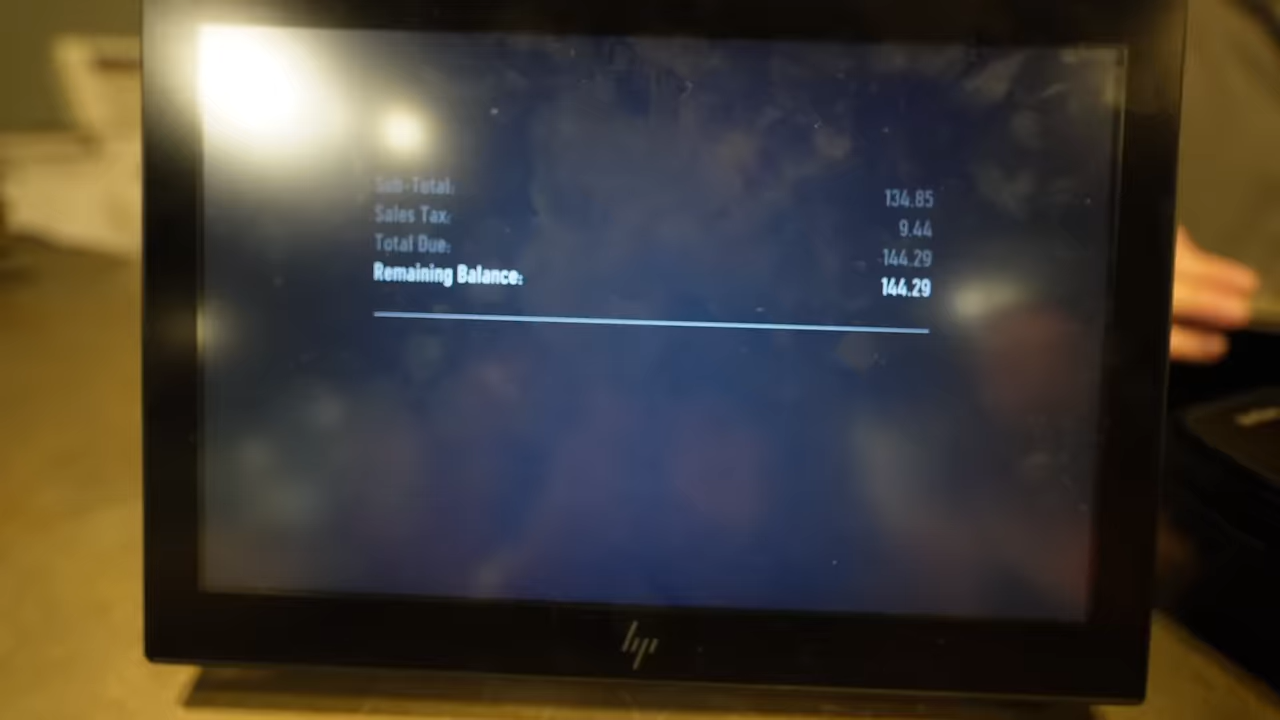 Sub-Total: 134.85
Sales Tax: 9.44
Total Due: 144.29
Remaining Balance: 144.29
hp